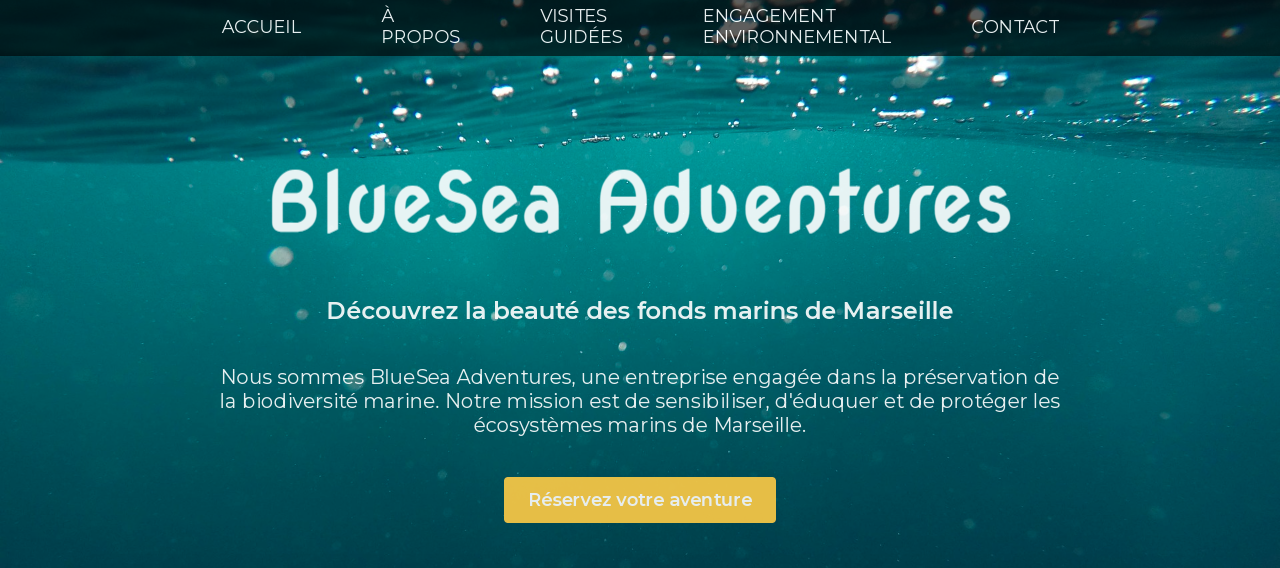 ACCUEIL
À
PROPOS
VISITES
GUIDÉES
ENGAGEMENT
ENVIRONNEMENTAL
CONTACT
BlueSea Adventures
Découvrez la beauté des fonds marins de Marseille
Nous sommes BlueSea Adventures, une entreprise engagée dans la préservation de
la biodiversité marine. Notre mission est de sensibiliser, d'éduquer et de protéger les
écosystèmes marins de Marseille.
Réservez votre aventure